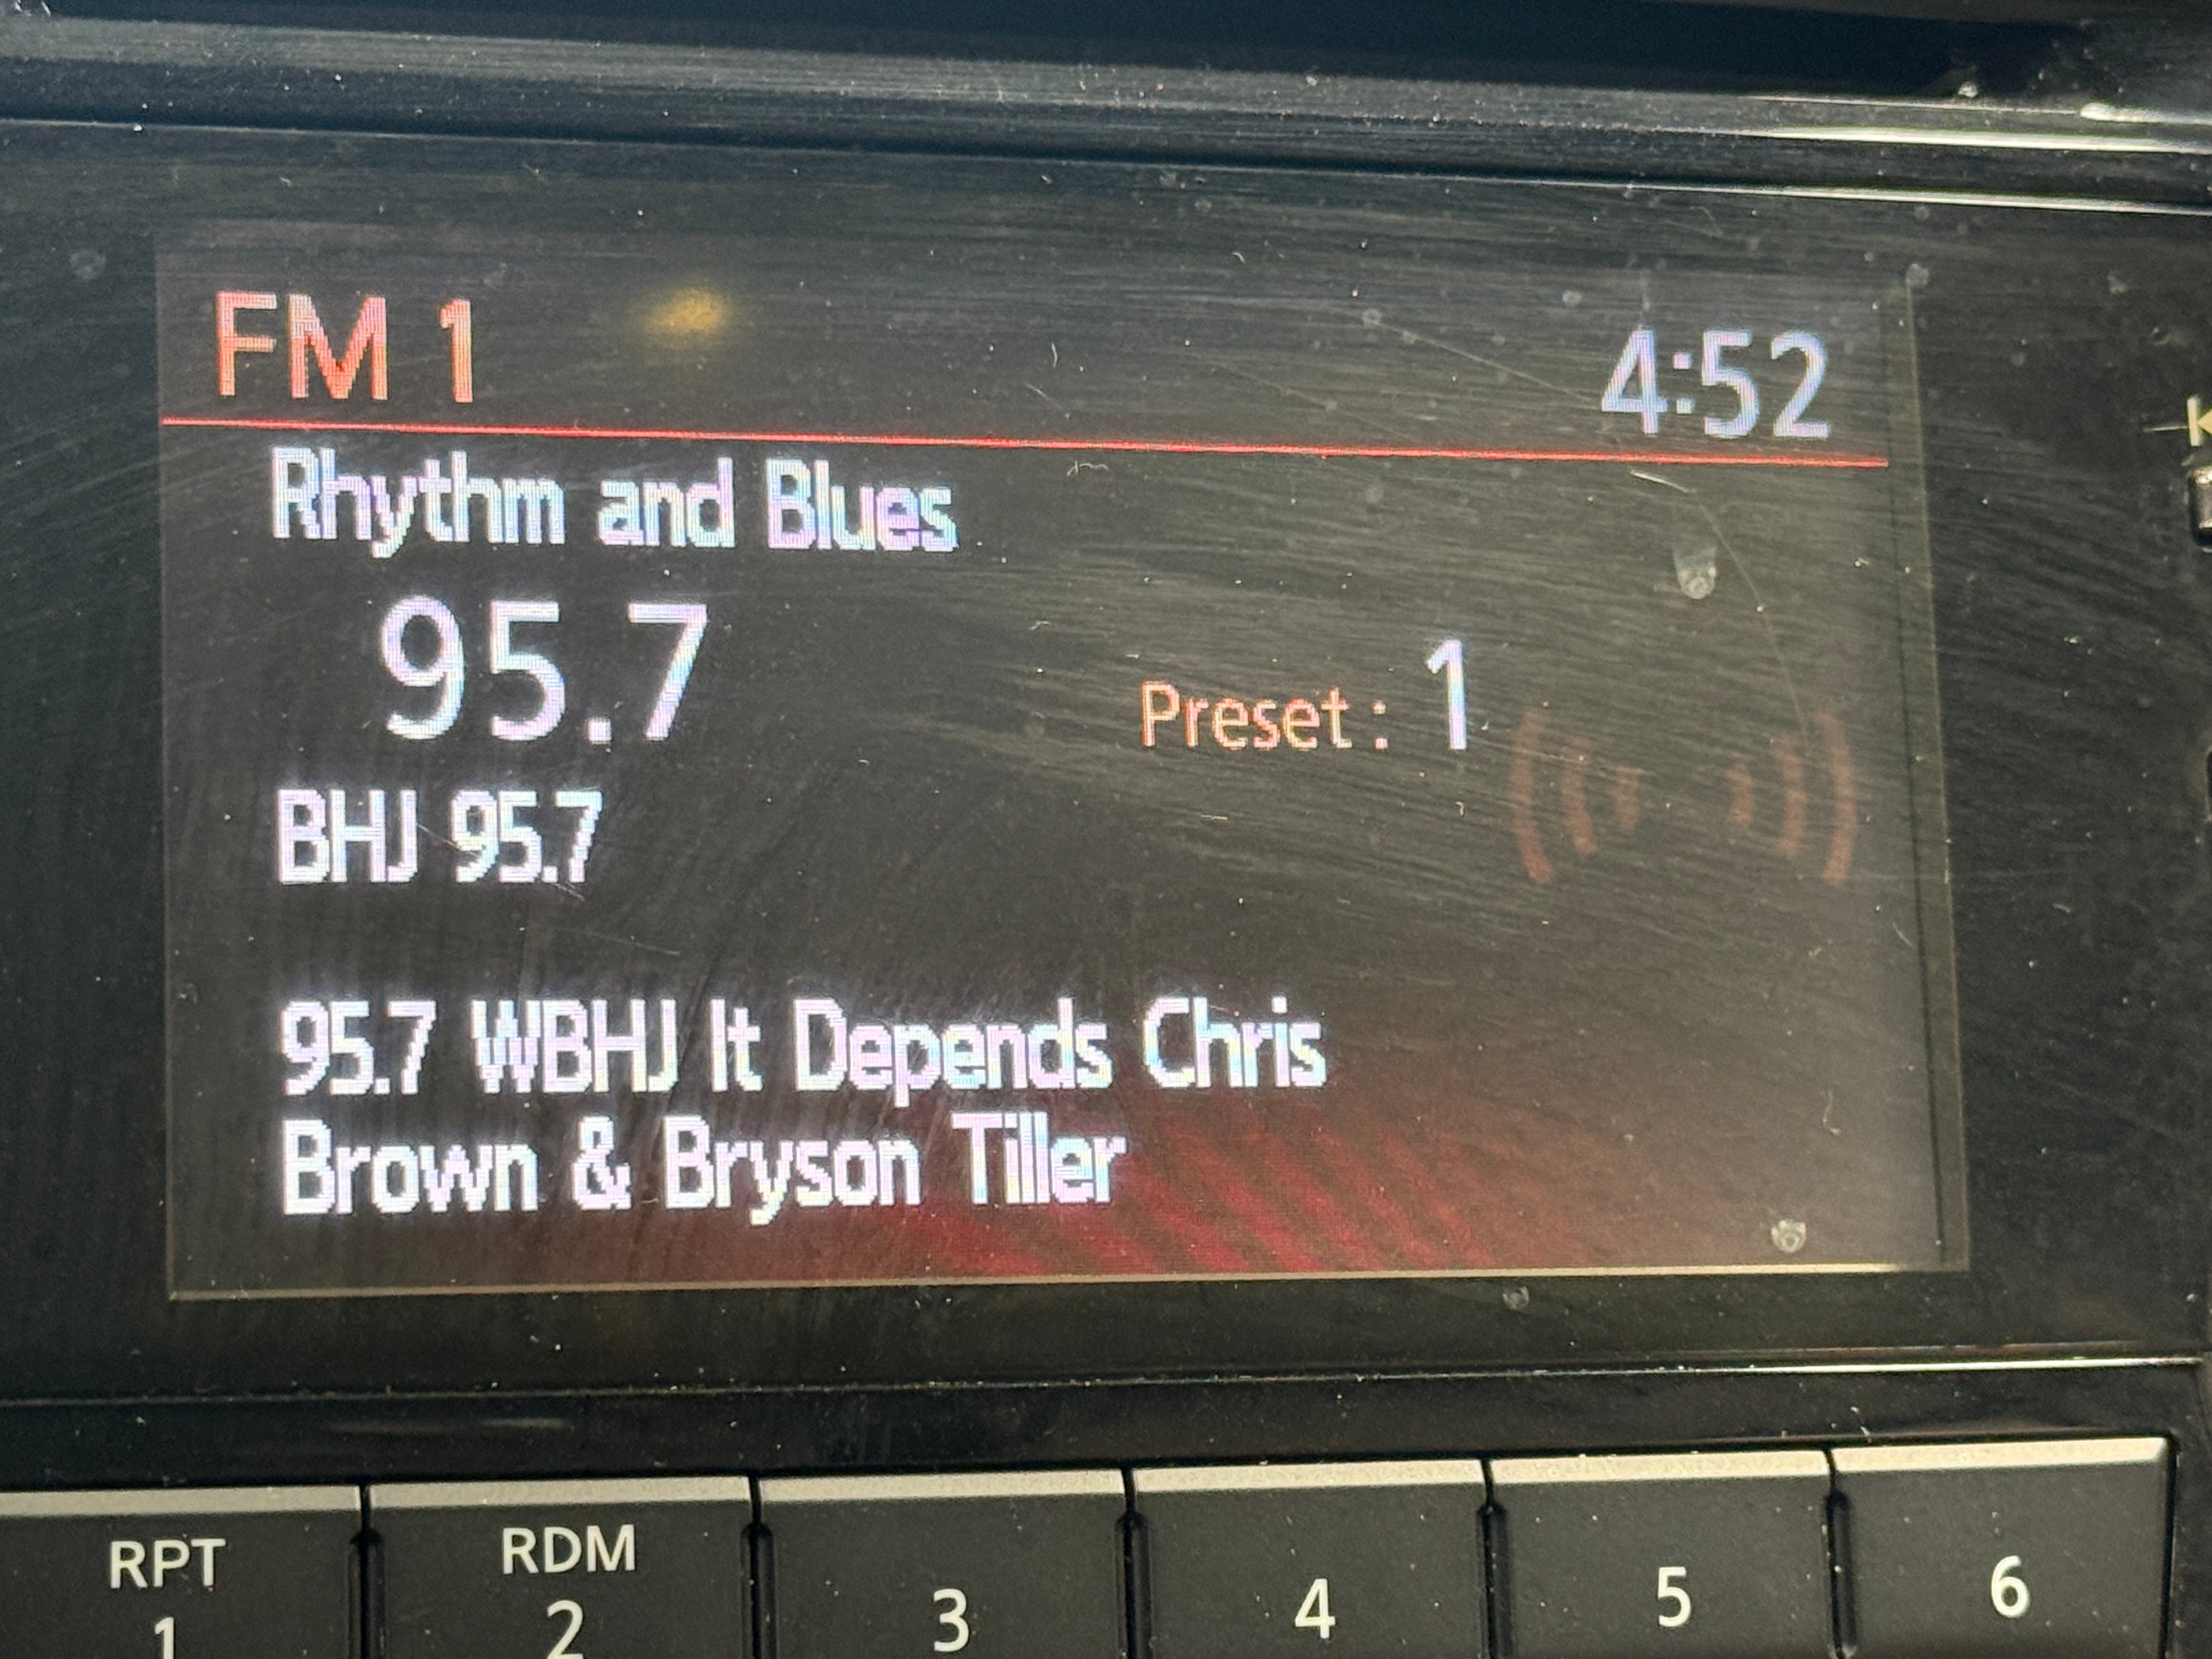 FM 1 4:52
Rhythm and Blues
95.7 Preset : 1
BHJ 95.7
95.7 WBHJ It Depends Chris
Brown & Bryson Tiller
RPT RDM
1 2 3 4 5 6